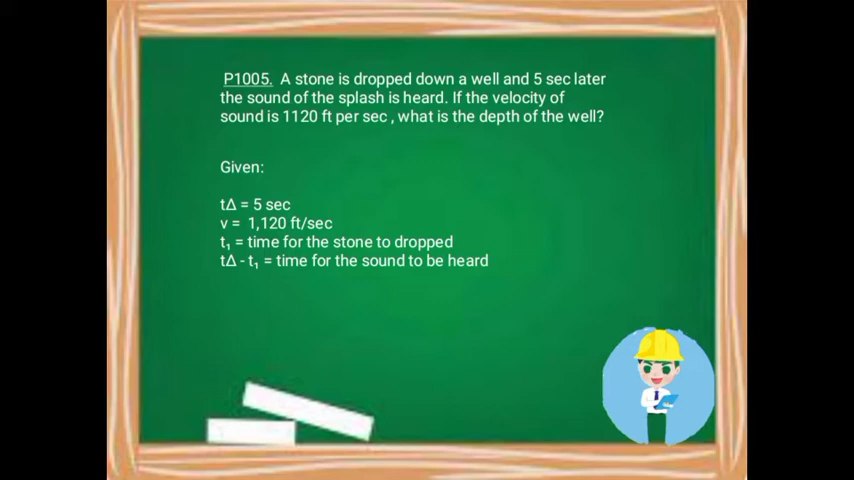 P1005. A stone is dropped down a well and 5 sec later
the sound of the splash is heard. If the velocity of
sound is 1120 ft per sec , what is the depth of the well?
Given:
t∆ = 5 sec
v = 1,120 ft/sec
t₁ = time for the stone to dropped
t∆ - t₁ = time for the sound to be heard